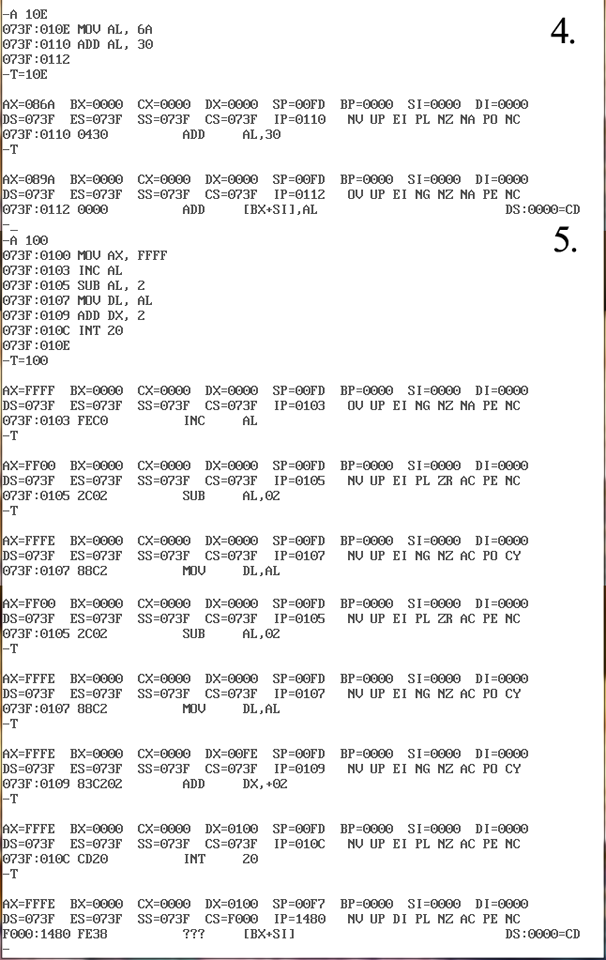 -A 10E
4.
073F:010E MOV AL, 6A
073F:0110 ADD AL, 30
073F:0112
-T=10E
AX=086A BX=0000 CX=0000 DX=0000 SP=00FD BP=0000 SI=0000 DI=0000
DS=073F ES=073F SS=073F CS=073F IP=0110 NV UP EI PL NZ NA PO NC
073F:0110 0430 ADD AL,30
-T
AX=089A BX=0000 CX=0000 DX=0000 SP=00FD BP=0000 SI=0000 DI=0000
DS=073F ES=073F SS=073F CS=073F IP=0112 OV UP EI NG NZ NA PE NC
073F:0112 0000 ADD [BX+SI],AL DS:0000=CD
-_
-A 100
5.
073F:0100 MOV AX, FFFF
073F:0103 INC AL
073F:0105 SUB AL, 2
073F:0107 MOV DL, AL
073F:0109 ADD DX, 2
073F:010C INT 20
073F:010E
-T=100
AX=FFFF BX=0000 CX=0000 DX=0000 SP=00FD BP=0000 SI=0000 DI=0000
DS=073F ES=073F SS=073F CS=073F IP=0103 OV UP EI NG NZ NA PE NC
073F:0103 FEC0 INC AL
-T
AX=FF00 BX=0000 CX=0000 DX=0000 SP=00FD BP=0000 SI=0000 DI=0000
DS=073F ES=073F SS=073F CS=073F IP=0105 NV UP EI PL ZR AC PE NC
073F:0105 2C02 SUB AL,02
-T
AX=FFFE BX=0000 CX=0000 DX=0000 SP=00FD BP=0000 SI=0000 DI=0000
DS=073F ES=073F SS=073F CS=073F IP=0107 NV UP EI NG NZ AC PO CY
073F:0107 88C2 MOV DL,AL
AX=FF00 BX=0000 CX=0000 DX=0000 SP=00FD BP=0000 SI=0000 DI=0000
DS=073F ES=073F SS=073F CS=073F IP=0105 NV UP EI PL ZR AC PE NC
073F:0105 2C02 SUB AL,02
-T
AX=FFFE BX=0000 CX=0000 DX=0000 SP=00FD BP=0000 SI=0000 DI=0000
DS=073F ES=073F SS=073F CS=073F IP=0107 NV UP EI NG NZ AC PO CY
073F:0107 88C2 MOV DL,AL
-T
AX=FFFE BX=0000 CX=0000 DX=00FE SP=00FD BP=0000 SI=0000 DI=0000
DS=073F ES=073F SS=073F CS=073F IP=0109 NV UP EI NG NZ AC PO CY
073F:0109 83C202 ADD DX,+02
-T
AX=FFFE BX=0000 CX=0000 DX=0100 SP=00FD BP=0000 SI=0000 DI=0000
DS=073F ES=073F SS=073F CS=073F IP=010C NV UP EI PL NZ AC PE NC
073F:010C CD20 INT 20
-T
AX=FFFE BX=0000 CX=0000 DX=0100 SP=00F7 BP=0000 SI=0000 DI=0000
DS=073F ES=073F SS=073F CS=F000 IP=1480 NV UP DI PL NZ AC PE NC
F000:1480 FE38 ??? [BX+SI] DS:0000=CD
-